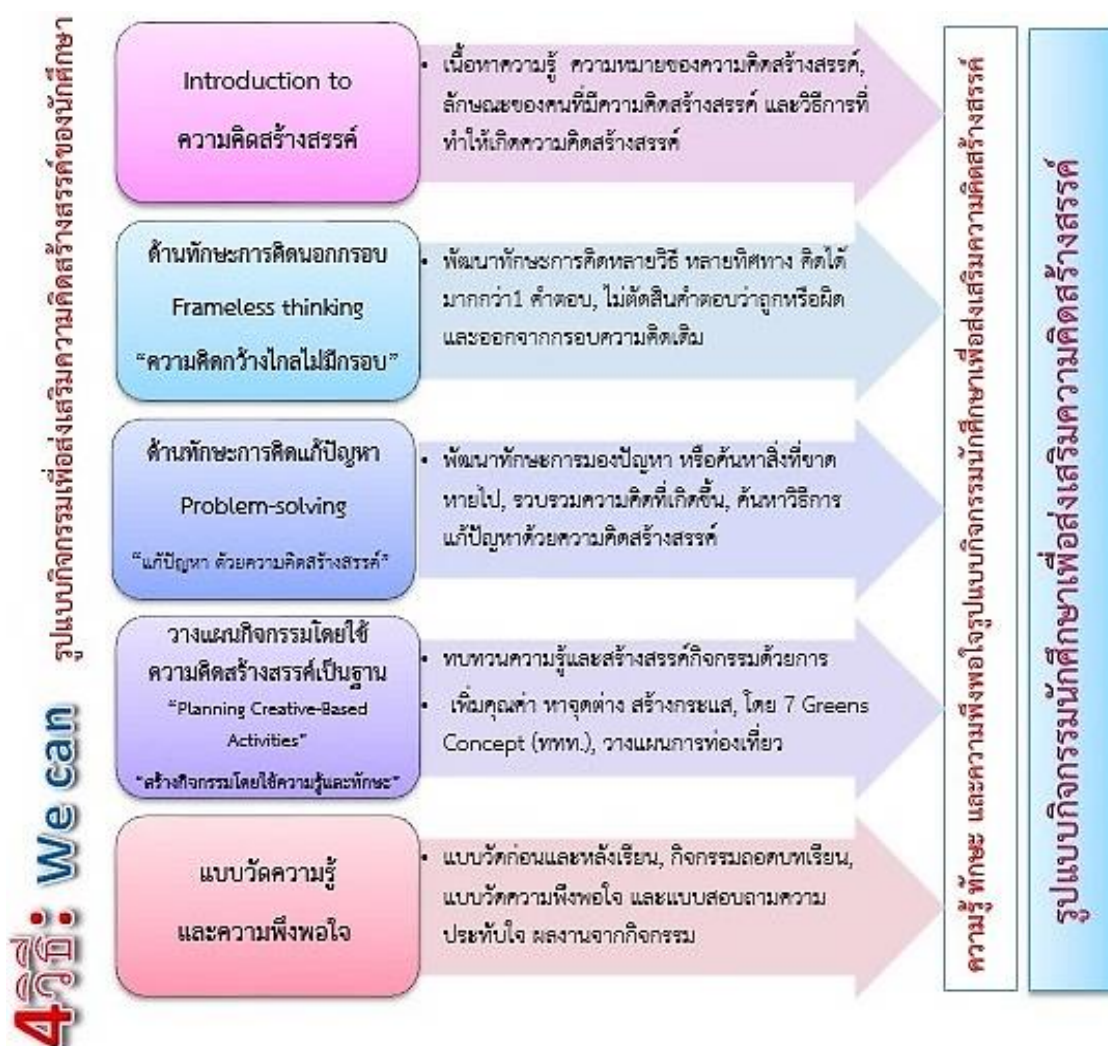 4วิธี: We can รูปแบบกิจกรรมเพื่อส่งเสริมความคิดสร้างสรรค์ของนักศึกษา
Introduction to
ความคิดสร้างสรรค์
• เนื้อหาความรู้ ความหมายของความคิดสร้างสรรค์,
ลักษณะของคนที่มีความคิดสร้างสรรค์ และวิธีการที่
ทำให้เกิดความคิดสร้างสรรค์
ด้านทักษะการคิดนอกกรอบ
Frameless thinking
“ความคิดกว้างไกลไม่มีกรอบ”
• พัฒนาทักษะการคิดหลายวิธี หลายทิศทาง คิดได้
มากกว่า1 คำตอบ, ไม่ตัดสินคำตอบว่าถูกหรือผิด
และออกจากกรอบความคิดเดิม
ด้านทักษะการคิดแก้ปัญหา
Problem-solving
“แก้ปัญหา ด้วยความคิดสร้างสรรค์”
• พัฒนาทักษะการมองปัญหา หรือค้นหาสิ่งที่ขาด
หายไป, รวบรวมความคิดที่เกิดขึ้น, ค้นหาวิธีการ
แก้ปัญหาด้วยความคิดสร้างสรรค์
วางแผนกิจกรรมโดยใช้
ความคิดสร้างสรรค์เป็นฐาน
“Planning Creative-Based
Activities”
“สร้างกิจกรรมโดยใช้ความรู้และทักษะ”
• ทบทวนความรู้และสร้างสรรค์กิจกรรมด้วยการ
• เพิ่มคุณค่า หาจุดต่าง สร้างกระแส, โดย 7 Greens
Concept (ททท.), วางแผนการท่องเที่ยว
แบบวัดความรู้
และความพึงพอใจ
• แบบวัดก่อนและหลังเรียน, กิจกรรมถอดบทเรียน,
แบบวัดความพึงพอใจ และแบบสอบถามความ
ประทับใจ ผลงานจากกิจกรรม
ความรู้ ทักษะ และความพึงพอใจรูปแบบกิจกรรมนักศึกษาเพื่อส่งเสริมความคิดสร้างสรรค์
รูปแบบกิจกรรมนักศึกษาเพื่อส่งเสริมความคิดสร้างสรรค์